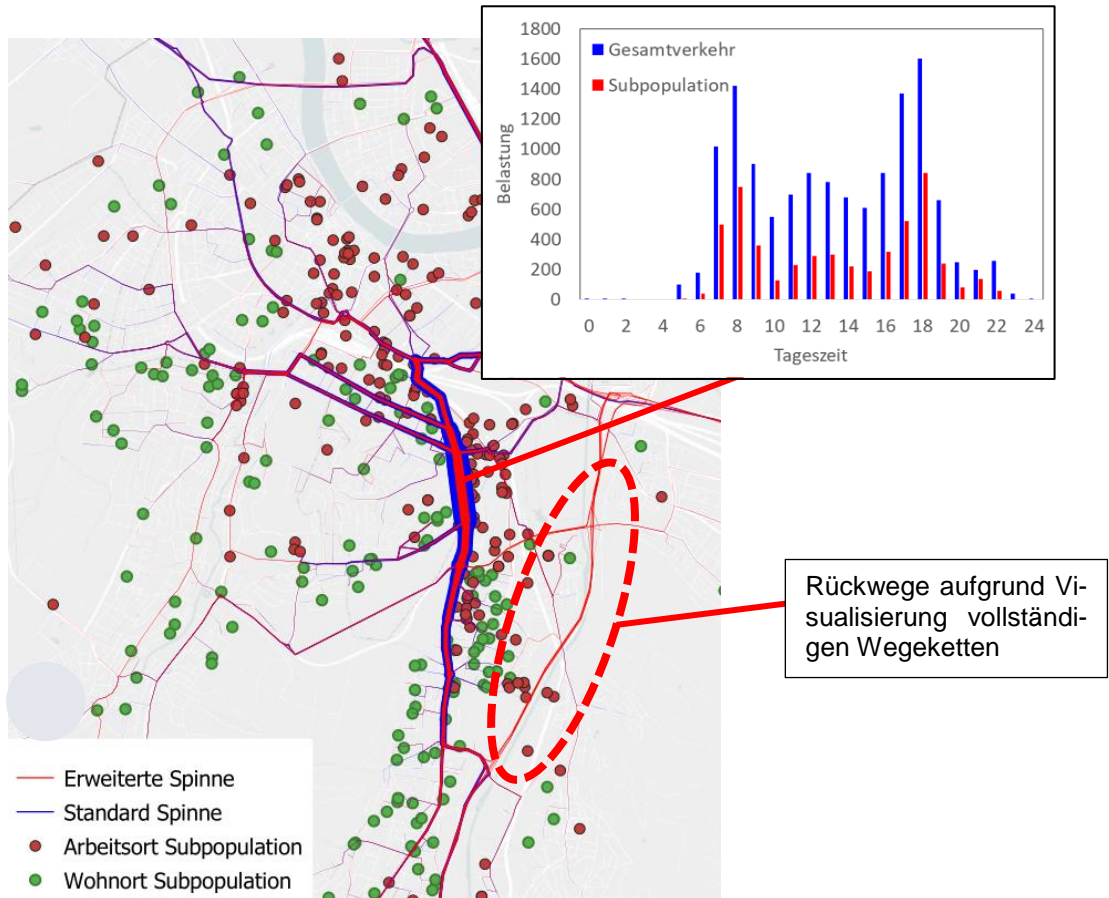 1800
1600
1400
1200
1000
800
600
400
200
0
Belastung
Gesamtverkehr
Subpopulation
0 2 4 6 8 10 12 14 16 18 20 22 24
Tageszeit
Rückwege aufgrund Vi-
sualisierung vollständi-
gen Wegeketten
Erweiterte Spinne
Standard Spinne
Arbeitsort Subpopulation
Wohnort Subpopulation